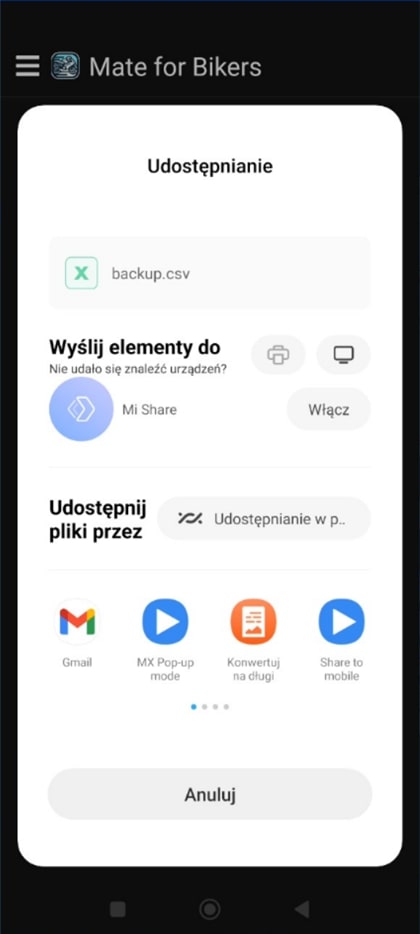 Mate for Bikers
Udostępnianie
X
backup.csv
Wyślij elementy do
Nie udało się znaleźć urządzeń?
Mi Share
Włącz
Udostępnij
pliki przez
Udostępnianie w p..
Gmail
MX Pop-up
mode
Konwertuj
na długi
Share to
mobile
Anuluj